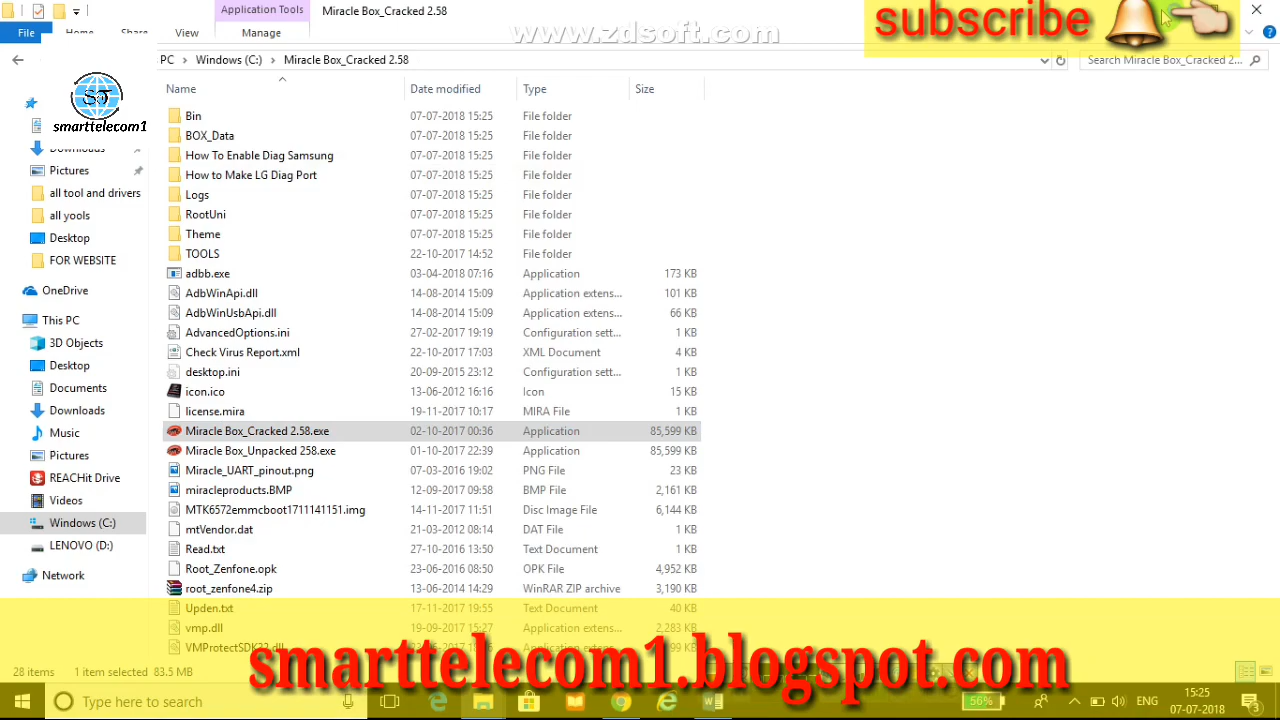 Application Tools
Miracle Box_Cracked 2.58
www.zdsoft.com
subscribe
File
Home
Share
View
Manage
PC > Windows (C:) > Miracle Box_Cracked 2.58
Search Miracle Box_Cracked 2...
ST
smarttelecom1
Downloads
Pictures
all tool and drivers
all yools
Desktop
FOR WEBSITE
OneDrive
This PC
3D Objects
Desktop
Documents
Downloads
Music
Pictures
REACHit Drive
Videos
Windows (C:)
LENOVO (D:)
Network
Name Date modified Type Size
Bin 07-07-2018 15:25 File folder
BOX_Data 07-07-2018 15:25 File folder
How To Enable Diag Samsung 07-07-2018 15:25 File folder
How to Make LG Diag Port 07-07-2018 15:25 File folder
Logs 07-07-2018 15:25 File folder
RootUni 07-07-2018 15:25 File folder
Theme 07-07-2018 15:25 File folder
TOOLS 22-10-2017 14:52 File folder
adbb.exe 03-04-2018 07:16 Application 173 KB
AdbWinApi.dll 14-08-2014 15:09 Application extens... 101 KB
AdbWinUsbApi.dll 14-08-2014 15:09 Application extens... 66 KB
AdvancedOptions.ini 27-02-2017 19:19 Configuration sett... 1 KB
Check Virus Report.xml 22-10-2017 17:03 XML Document 4 KB
desktop.ini 20-09-2015 23:12 Configuration sett... 1 KB
icon.ico 13-06-2012 16:16 Icon 15 KB
license.mira 19-11-2017 10:17 MIRA File 1 KB
Miracle Box_Cracked 2.58.exe 02-10-2017 00:36 Application 85,599 KB
Miracle Box_Unpacked 258.exe 01-10-2017 22:39 Application 85,599 KB
Miracle_UART_pinout.png 07-03-2016 19:02 PNG File 23 KB
miracleproducts.BMP 12-09-2017 09:58 BMP File 2,161 KB
MTK6572emmcboot1711141151.img 14-11-2017 11:51 Disc Image File 6,144 KB
mtVendor.dat 21-03-2012 08:14 DAT File 1 KB
Read.txt 27-10-2016 13:50 Text Document 1 KB
Root_Zenfone.opk 23-06-2016 08:50 OPK File 4,952 KB
root_zenfone4.zip 13-06-2014 14:29 WinRAR ZIP archive 3,190 KB
Upden.txt 17-11-2017 19:55 Text Document 40 KB
vmp.dll 19-09-2017 15:27 Application extens... 2,283 KB
VMProtectSDK32.dll
28 items 1 item selected 83.5 MB
smarttelecom1.blogspot.com
Type here to search
56%
ENG
15:25
07-07-2018
3